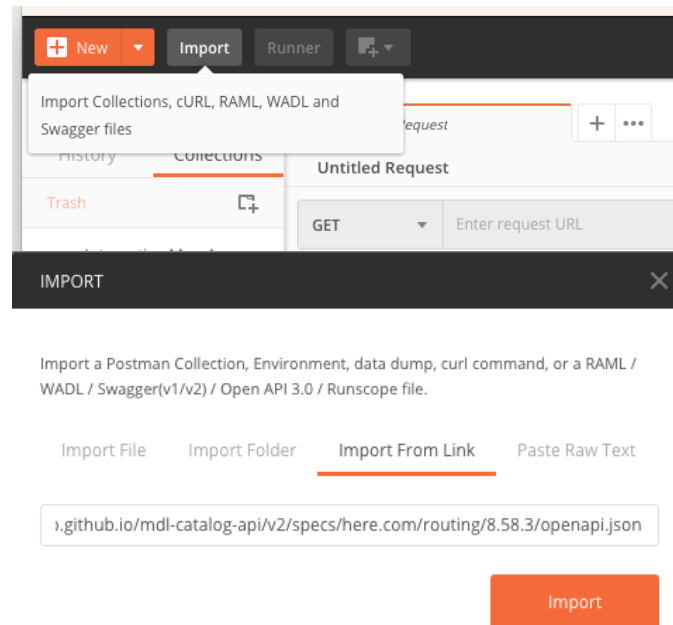 New Import Runner
Import Collections, cURL, RAML, WADL and
Swagger files
equest
History Collections
Untitled Request
Trash
GET Enter request URL
IMPORT
Import a Postman Collection, Environment, data dump, curl command, or a RAML /
WADL / Swagger(v1/v2) / Open API 3.0 / Runscope file.
Import File Import Folder Import From Link Paste Raw Text
.github.io/mdl-catalog-api/v2/specs/here.com/routing/8.58.3/openapi.json
Import